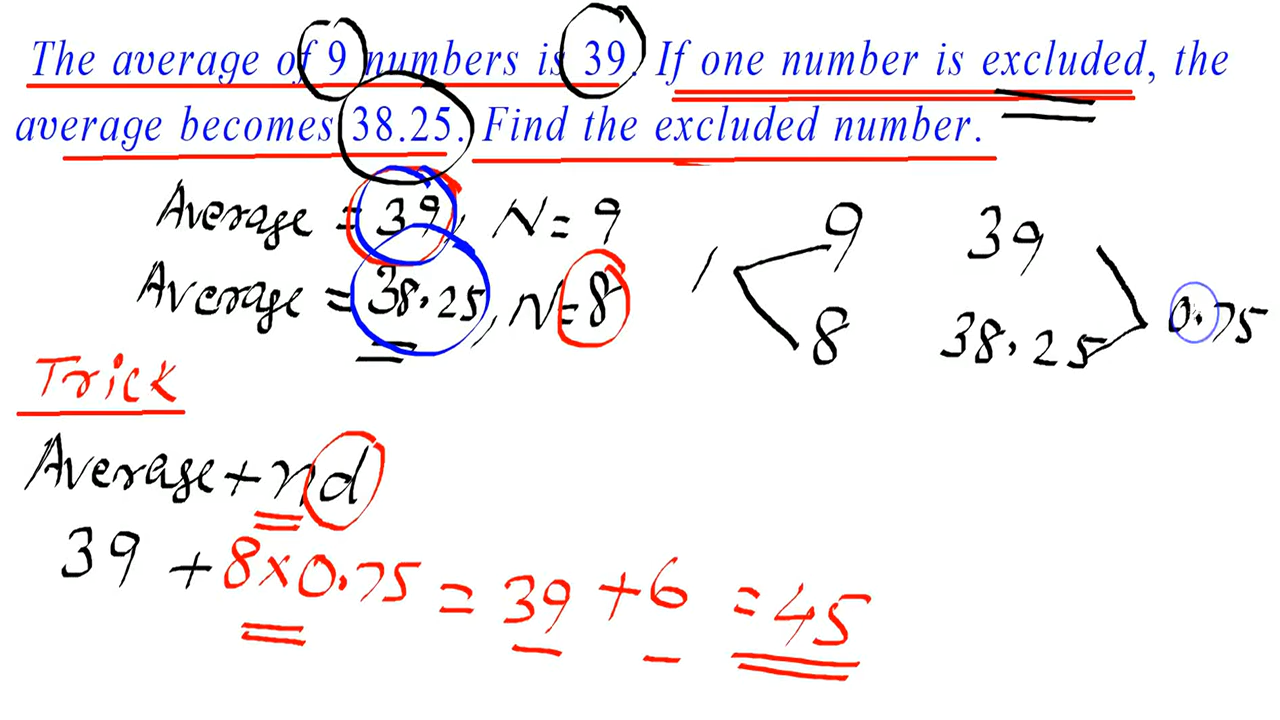 The average of 9 numbers is 39. If one number is excluded, the
average becomes 38.25. Find the excluded number.
Average = 39, N = 9
Average = 38.25, N = 8
1 9 39
8 38.25 0.75
Trick
Average + nd
39 + 8 × 0.75 = 39 + 6 = 45